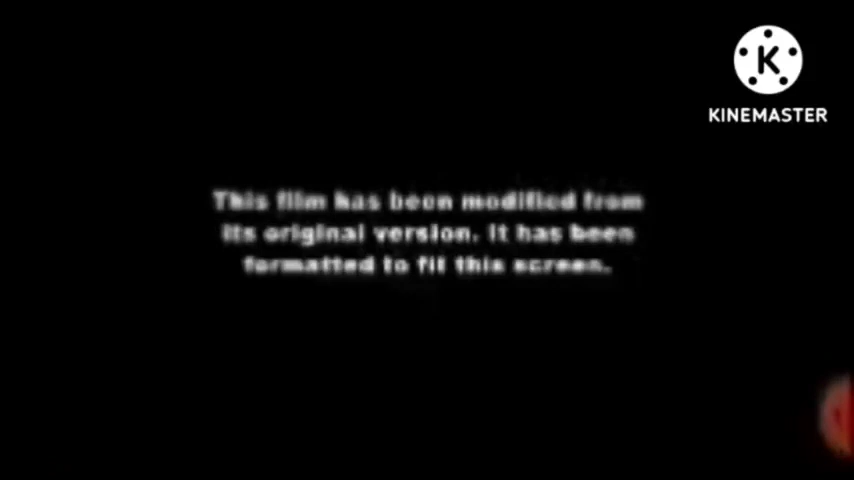 KINEMASTER
This film has been modified from
its original version. It has been
formatted to fit this screen.